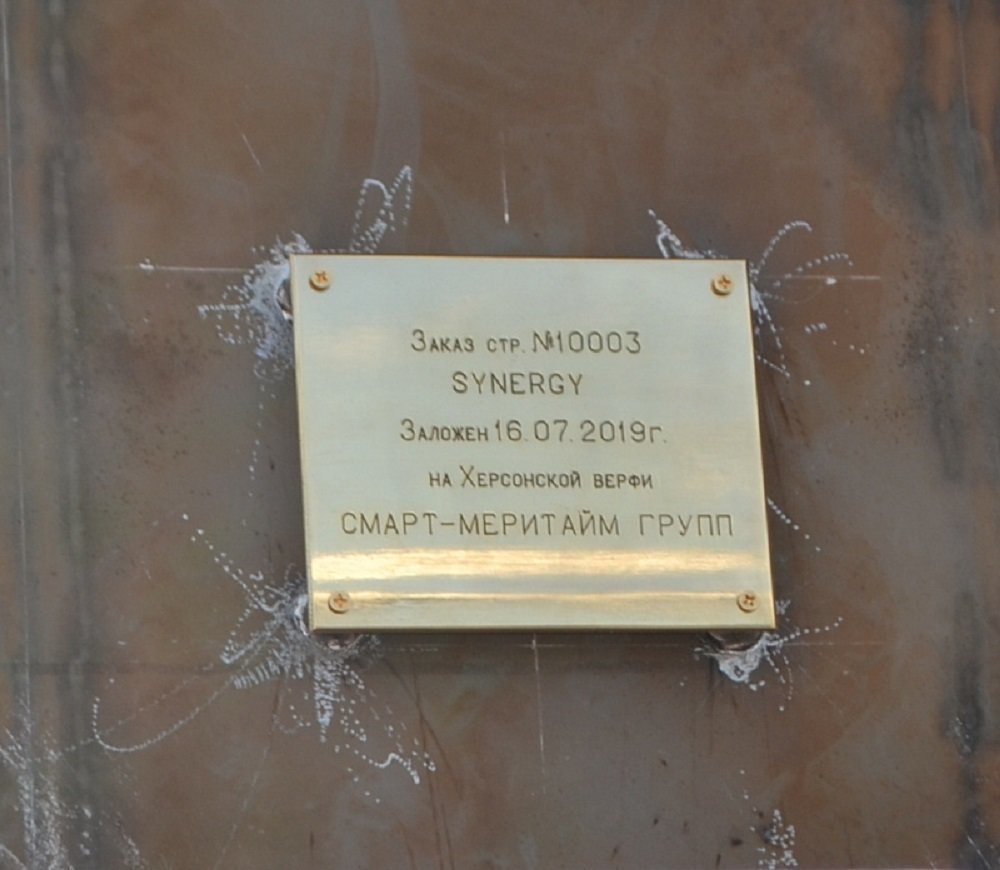 Заказ стр. №10003
SYNERGY
Заложен 16.07.2019г.
на Херсонской верфи
СМАРТ-МЕРИТАЙМ ГРУПП